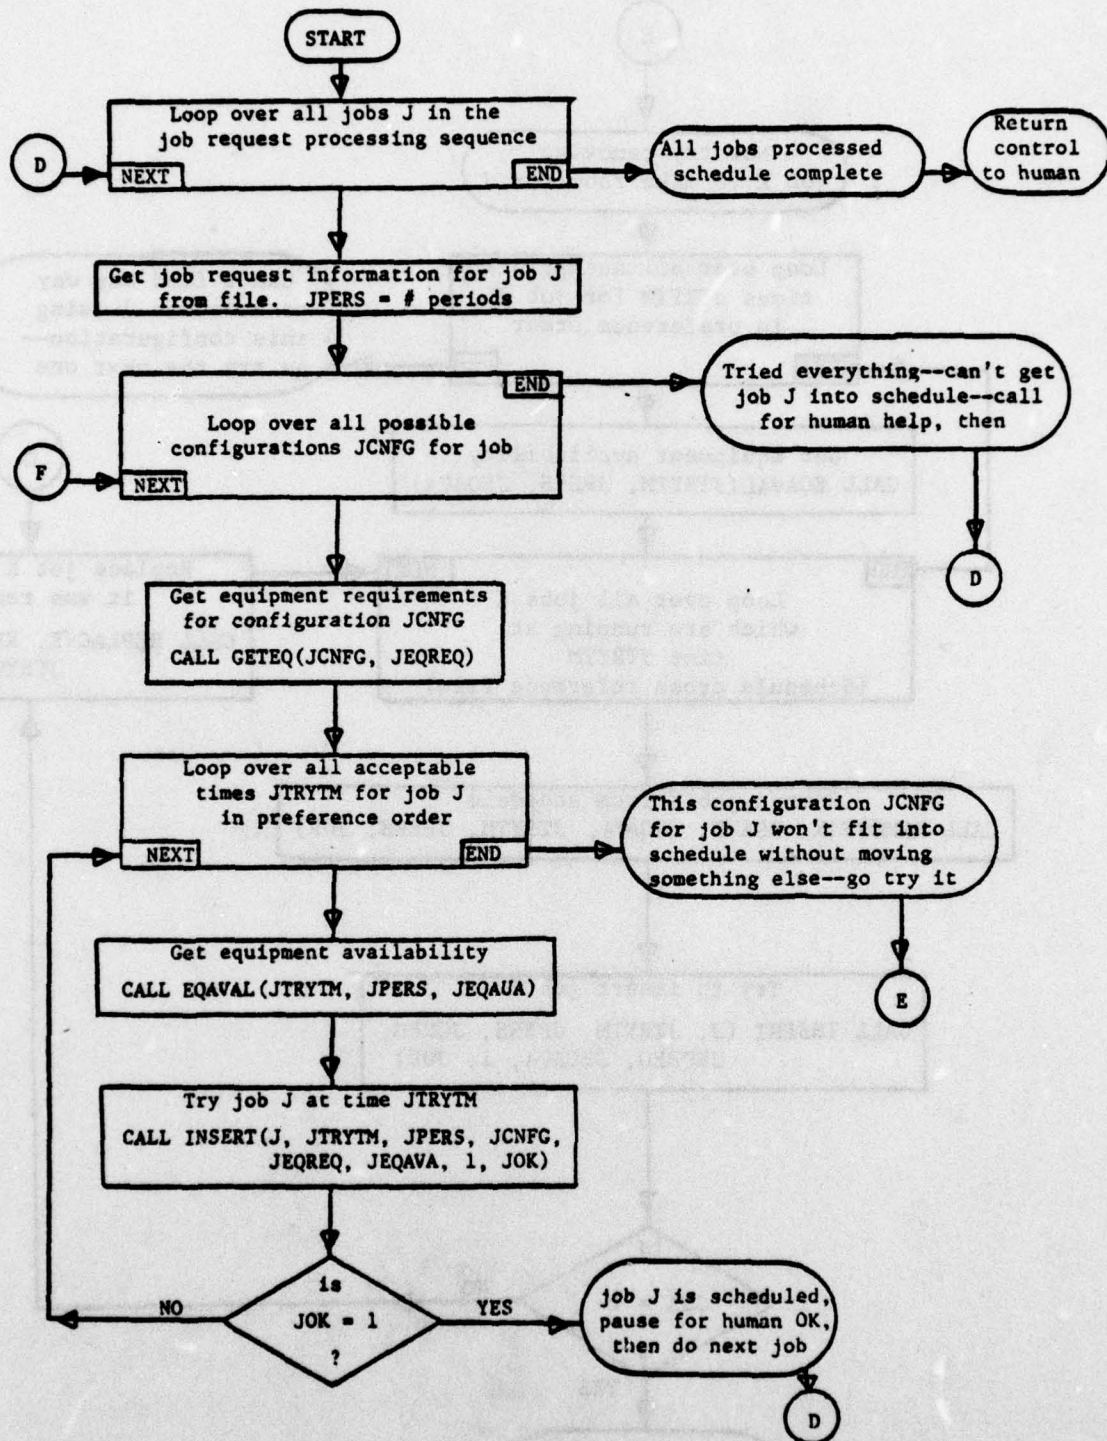 START
Loop over all jobs J in the
job request processing sequence
D
NEXT
END
All jobs processed
schedule complete
Return
control
to human
Get job request information for job J
from file. JPERS = # periods
END
Loop over all possible
configurations JCNFG for job
F
NEXT
Tried everything--can't get
job J into schedule--call
for human help, then
D
Get equipment requirements
for configuration JCNFG
CALL GETEQ(JCNFG, JEQREQ)
Loop over all acceptable
times JTRYTM for job J
in preference order
NEXT
END
This configuration JCNFG
for job J won't fit into
schedule without moving
something else--go try it
E
Get equipment availability
CALL EQAVAL(JTRYTM, JPERS, JEQAUA)
Try job J at time JTRYTM
CALL INSERT(J, JTRYTM, JPERS, JCNFG,
JEQREQ, JEQAVA, 1, JOK)
is
JOK = 1
?
NO
YES
job J is scheduled,
pause for human OK,
then do next job
D